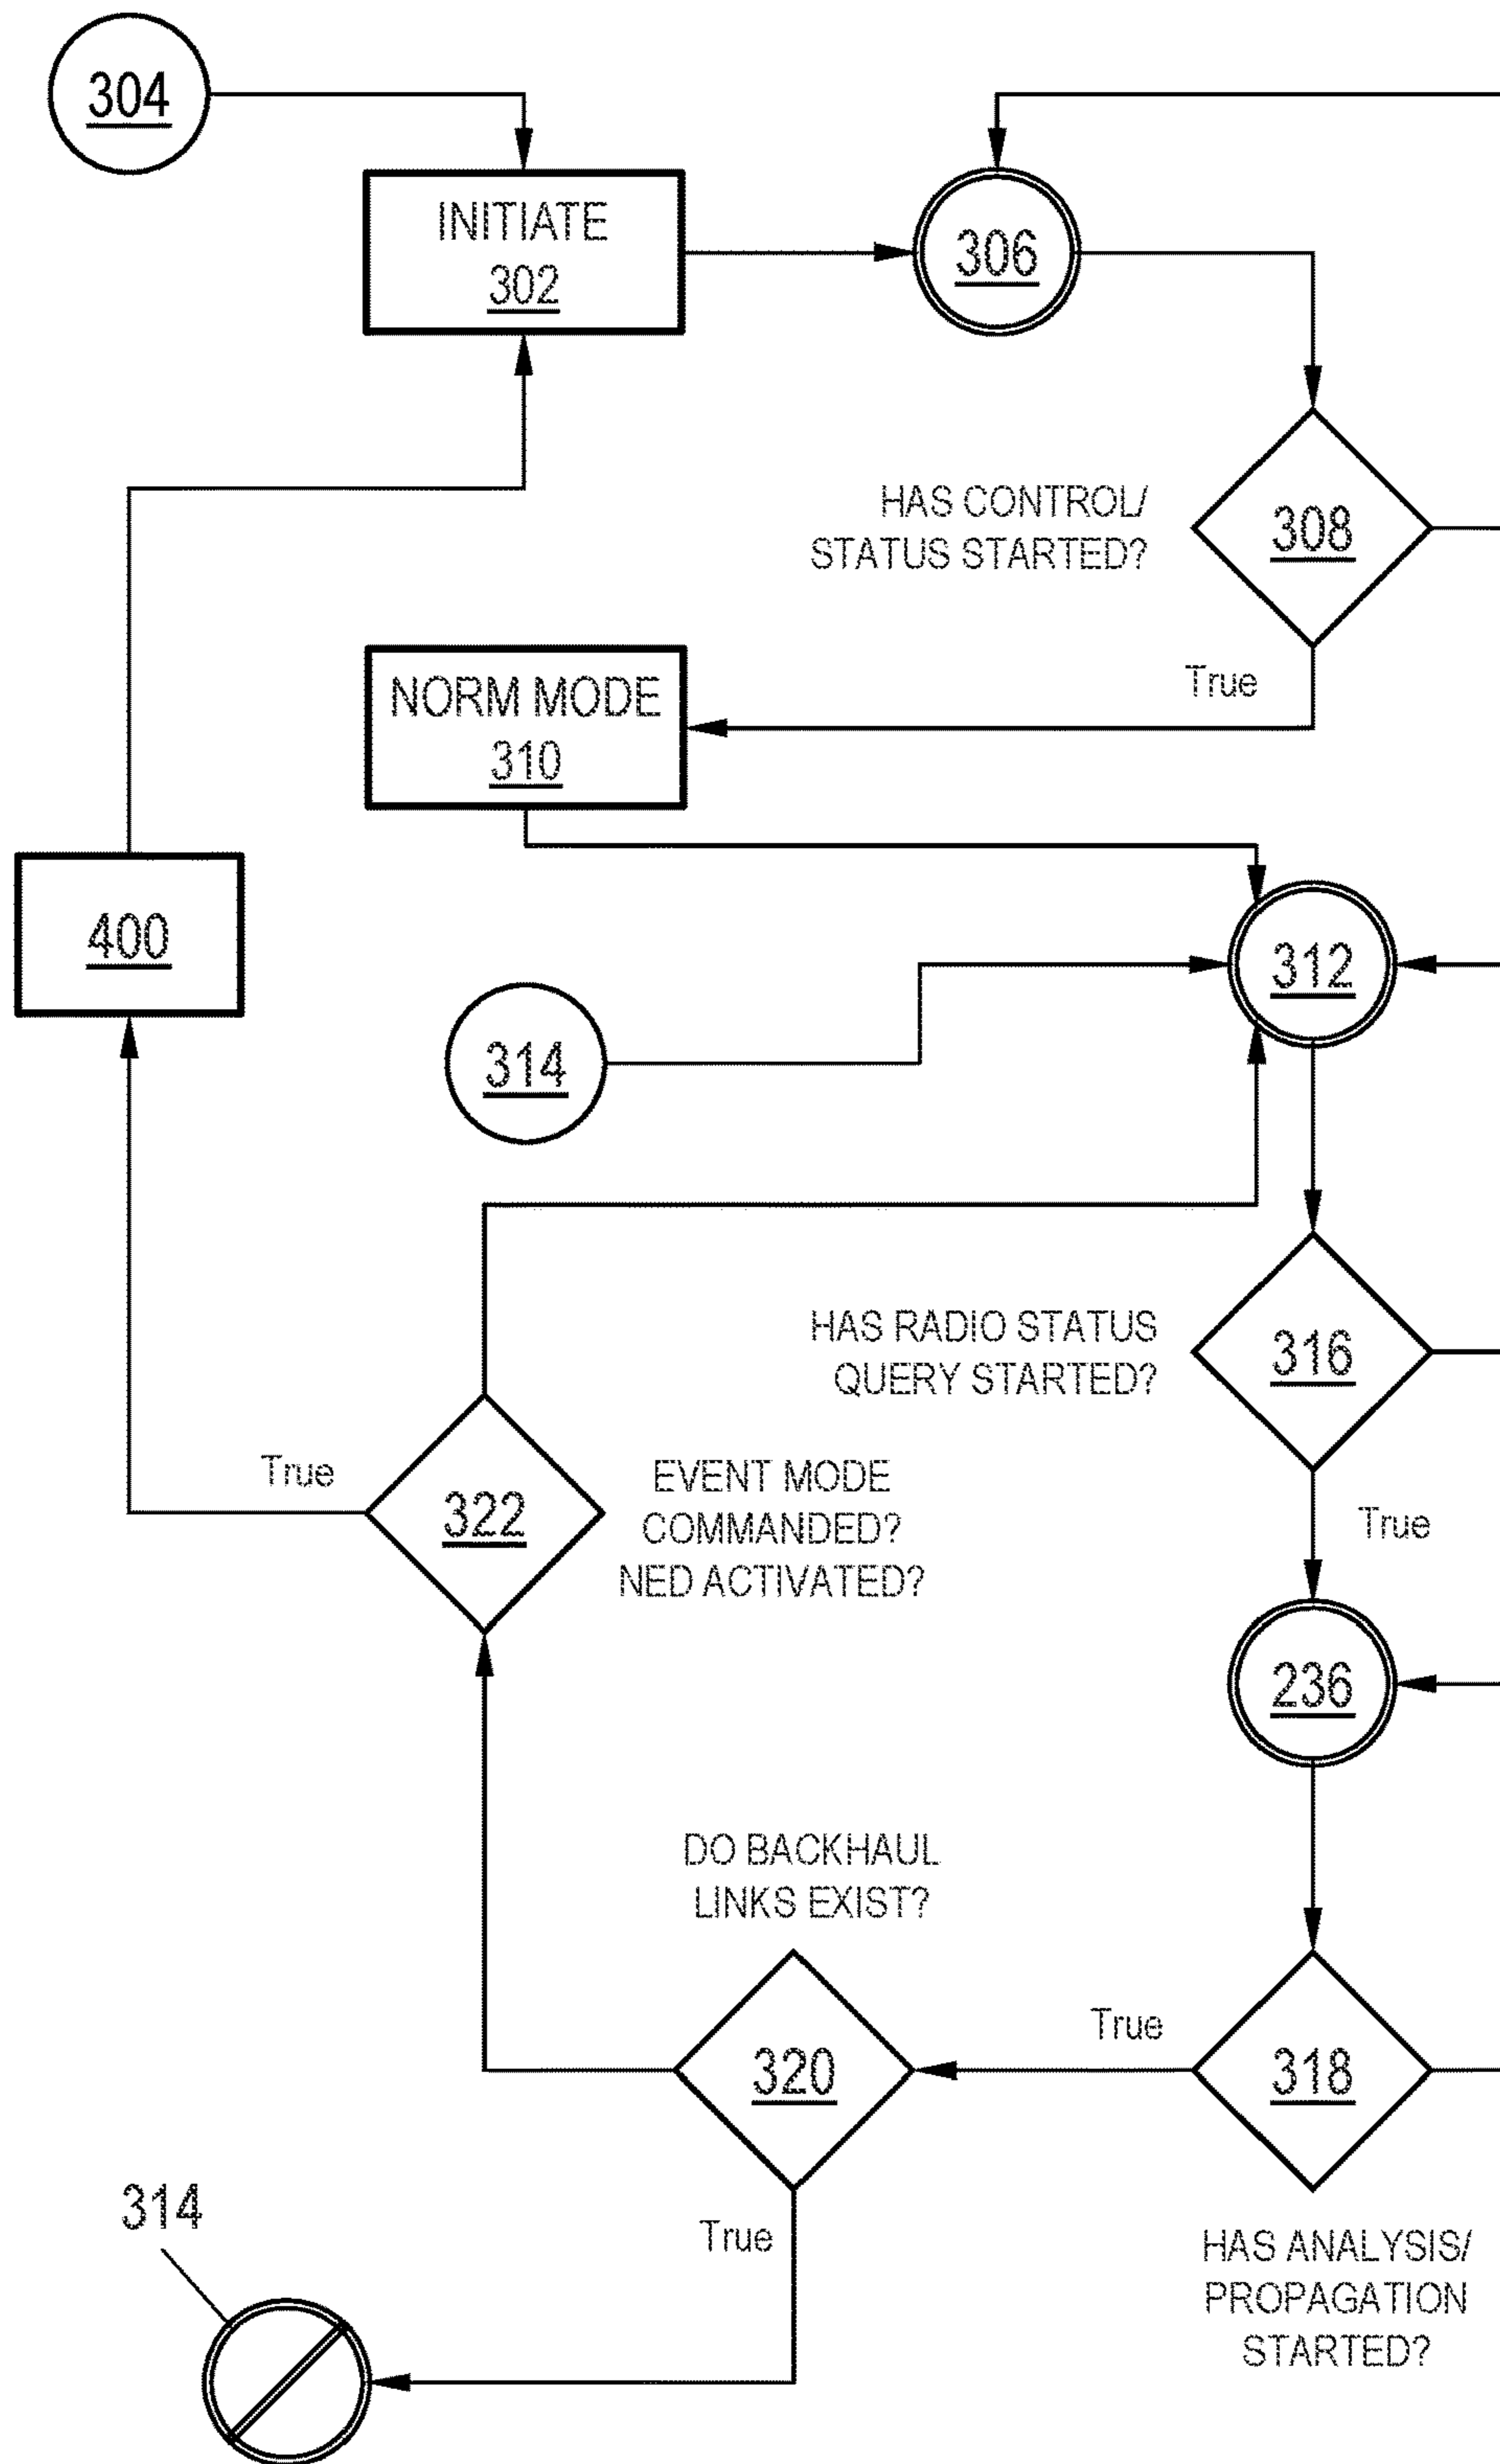 304
INITIATE
302
306
HAS CONTROL/
STATUS STARTED?
308
True
NORM MODE
310
400
312
314
HAS RADIO STATUS
QUERY STARTED?
316
True
True
322
EVENT MODE
COMMANDED?
NED ACTIVATED?
236
DO BACKHAUL
LINKS EXIST?
True
320
318
314
True
HAS ANALYSIS/
PROPAGATION
STARTED?